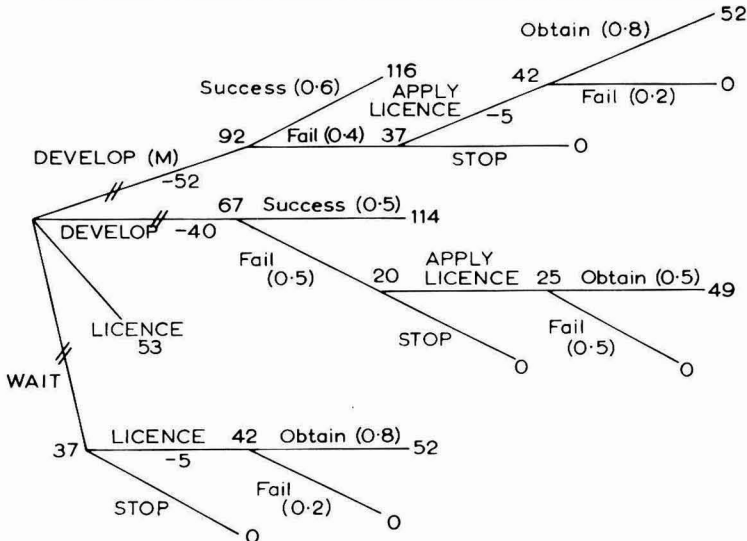 52
Obtain (0·8)
116
Success (0·6)
APPLY
LICENCE
42
0
Fail (0·2)
-5
92
Fail (0·4)
37
STOP
0
DEVELOP (M)
-52
67
Success (0·5)
114
DEVELOP -40
Fail
(0·5)
20
APPLY
LICENCE
25
Obtain (0·5)
49
LICENCE
53
STOP
0
Fail
(0·5)
0
WAIT
37
LICENCE
-5
42
Obtain (0·8)
52
STOP
0
Fail
(0·2)
0